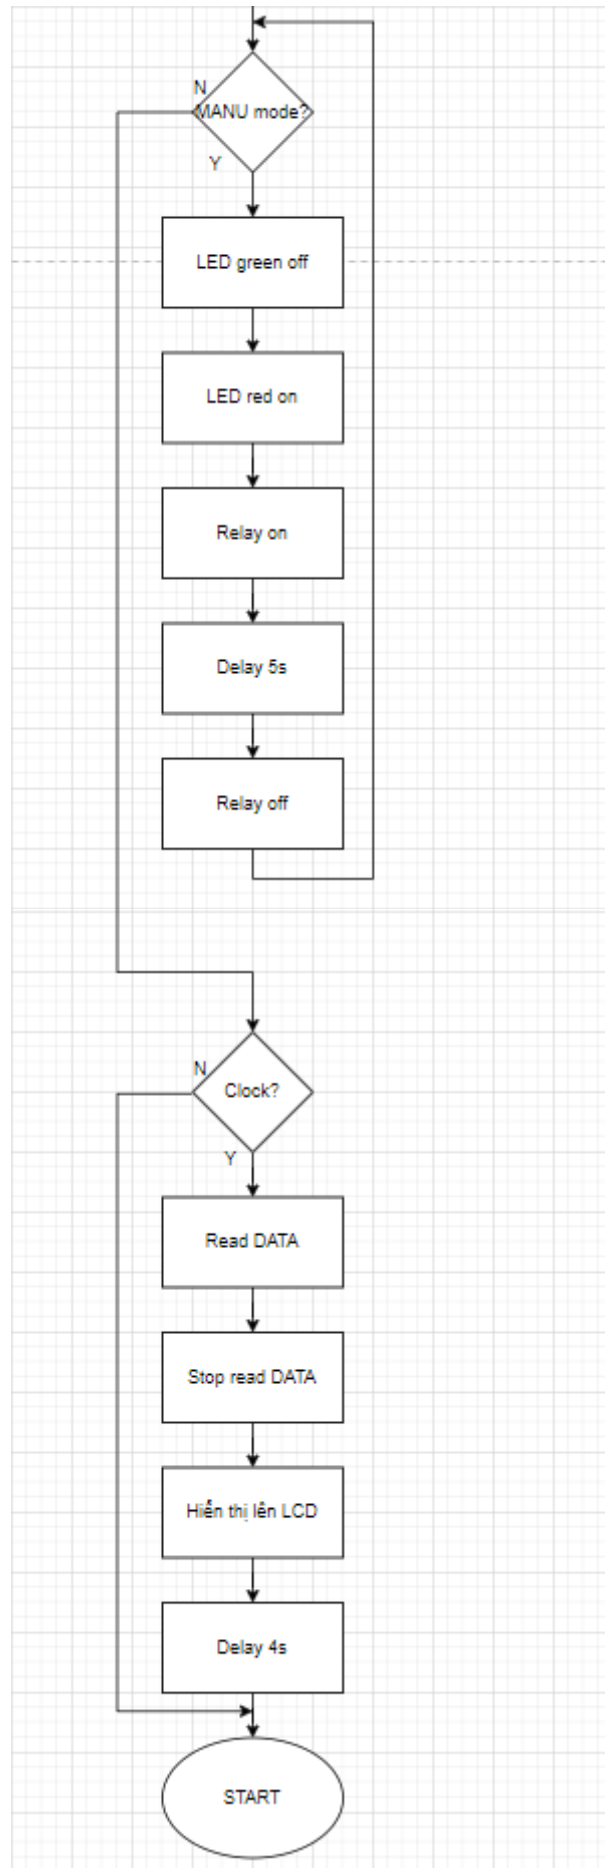 N
MANU mode?
Y
LED green off
LED red on
Relay on
Delay 5s
Relay off
N
Clock?
Y
Read DATA
Stop read DATA
Hiển thị lên LCD
Delay 4s
START